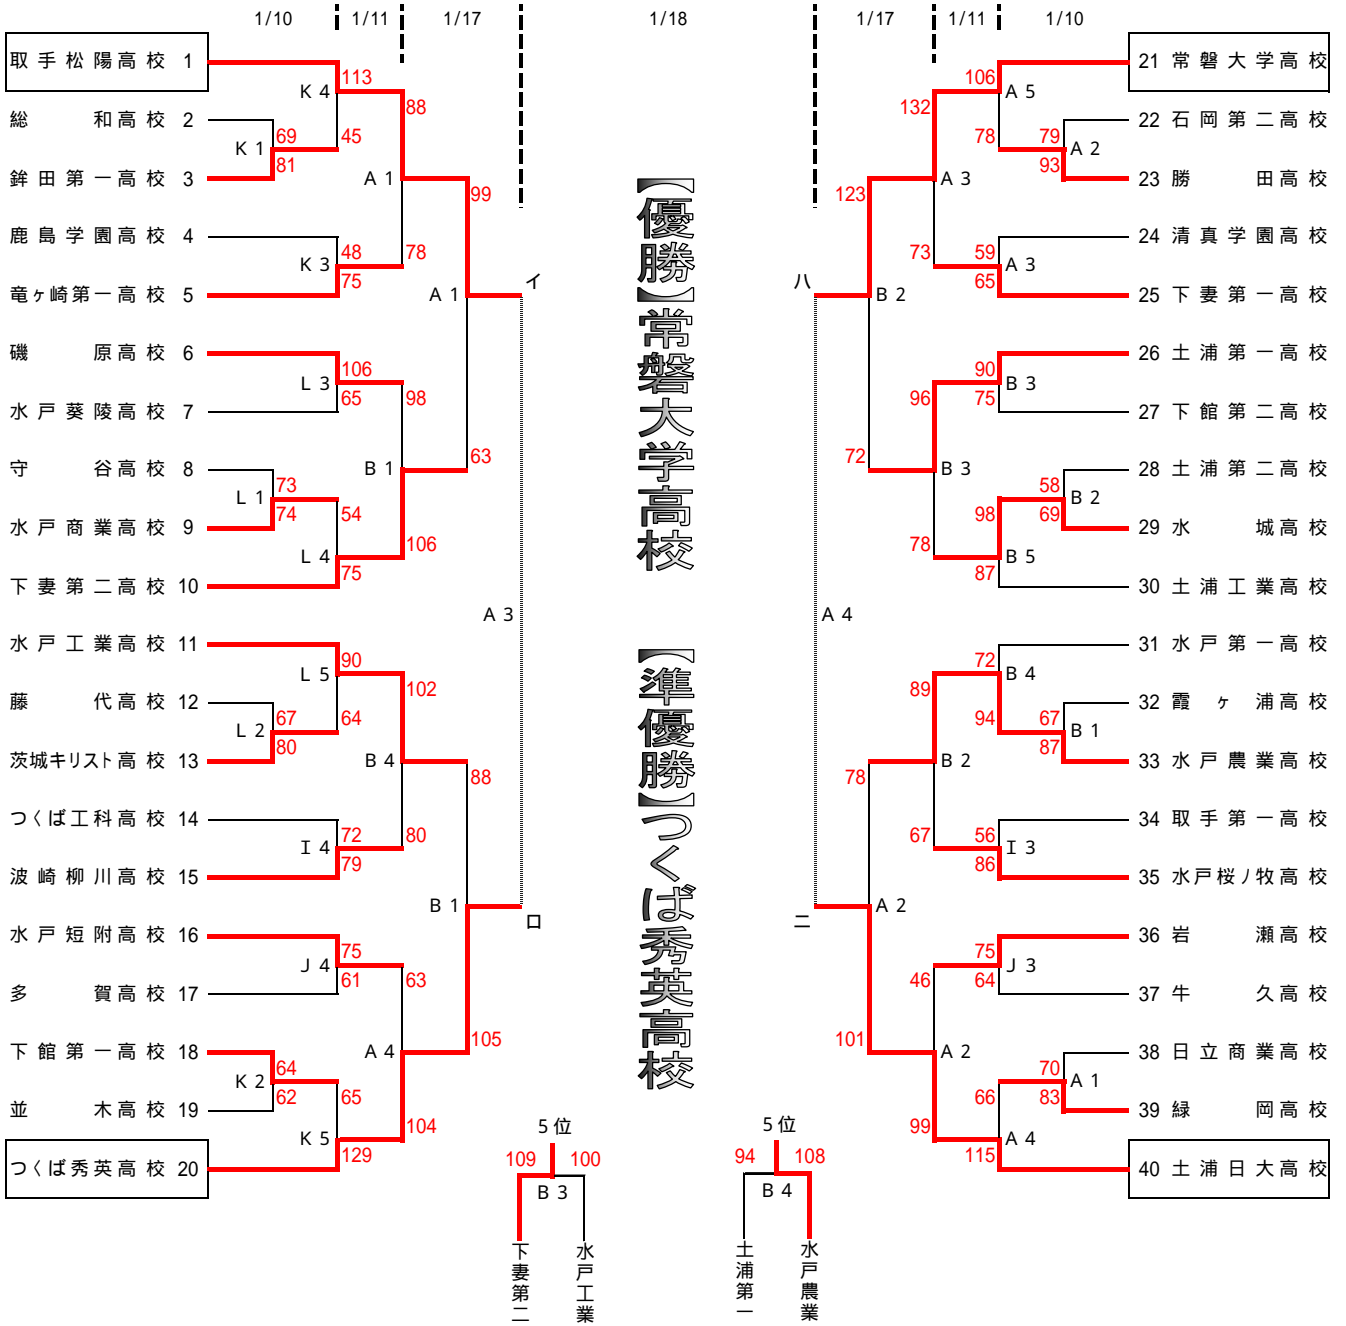 1/10 1/11 1/17 1/18 1/17 1/11 1/10
取手松陽高校 1
総和高校 2
鉾田第一高校 3
鹿島学園高校 4
竜ヶ崎第一高校 5
磯原高校 6
水戸葵陵高校 7
守谷高校 8
水戸商業高校 9
下妻第二高校 10
水戸工業高校 11
藤代高校 12
茨城キリスト高校 13
つくば工科高校 14
波崎柳川高校 15
水戸短附高校 16
多賀高校 17
下館第一高校 18
並木高校 19
つくば秀英高校 20
K4 113 45
K1 69 81
K3 48 75
A1 88 78
L3 106 65
L1 73 74
L4 54 75
B1 98 106
A1 99 63
L5 90 64
L2 67 80
I4 72 79
B4 102 80
J4 75 61
K2 64 62
K5 65 129
A4 63 104
B1 88 105
イ
ロ
A3
【優勝】常磐大学高校
【準優勝】つくば秀英高校
ハ
ニ
A4
21 常磐大学高校
22 石岡第二高校
23 勝田高校
24 清真学園高校
25 下妻第一高校
26 土浦第一高校
27 下館第二高校
28 土浦第二高校
29 水城高校
30 土浦工業高校
31 水戸第一高校
32 霞ヶ浦高校
33 水戸農業高校
34 取手第一高校
35 水戸桜ノ牧高校
36 岩瀬高校
37 牛久高校
38 日立商業高校
39 緑岡高校
40 土浦日大高校
106 78 A5
79 93 A2
59 65 A3
132 73 A3
90 75 B3
58 69 B2
98 87 B5
96 78 B3
123 72 B2
72 94 B4
67 87 B1
56 86 I3
89 67 B2
75 64 J3
70 83 A1
66 115 A4
46 99 A2
78 101 A2
5位
109 100
B3
下妻第二
水戸工業
5位
94 108
B4
土浦第一
水戸農業